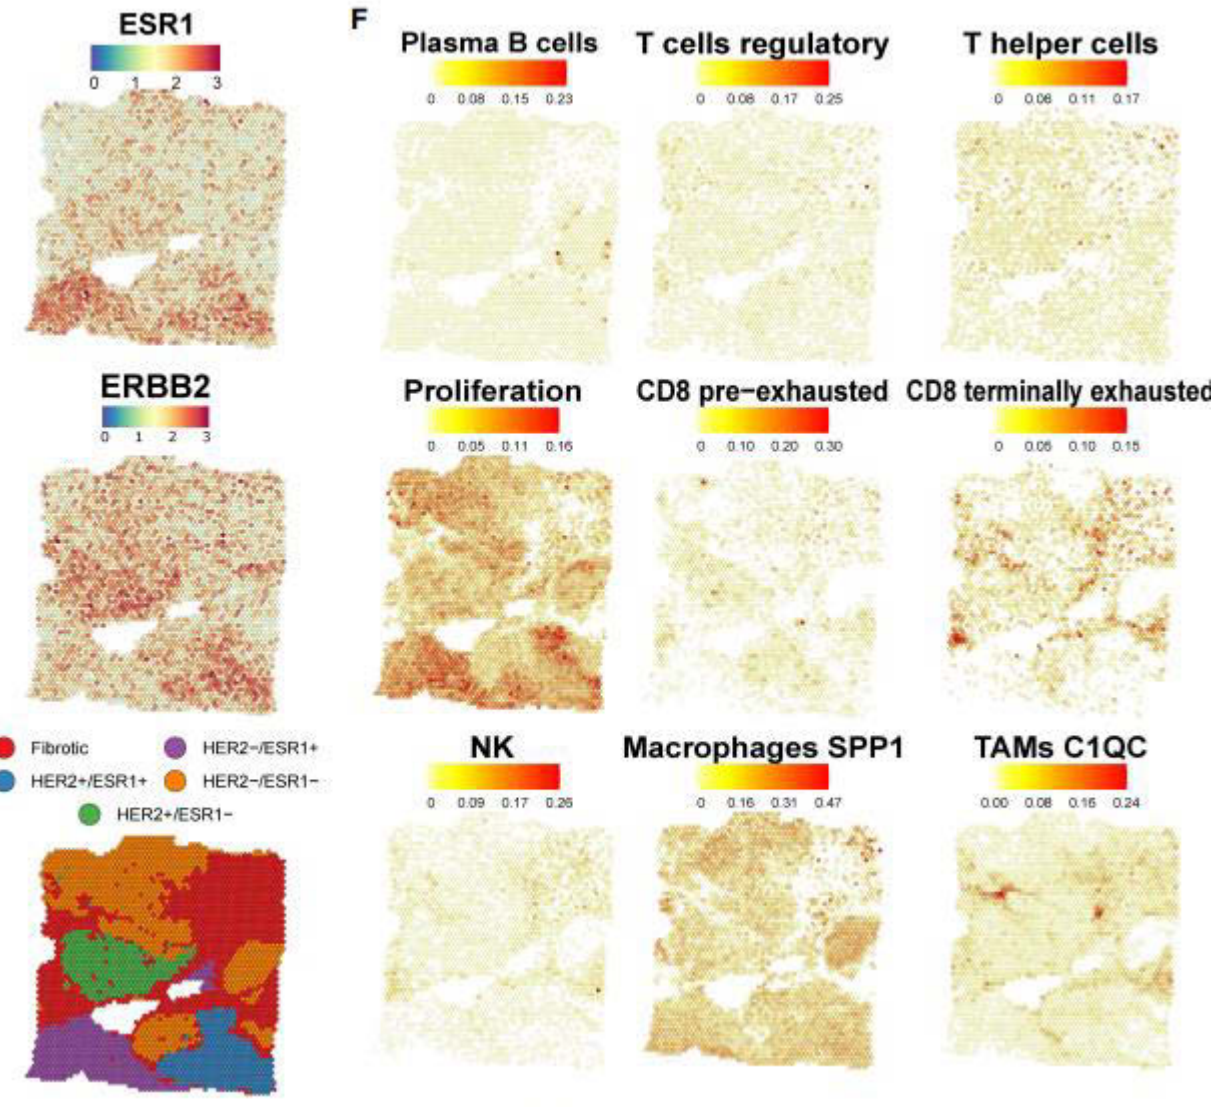 ESR1
0 1 2 3
F
Plasma B cells
0 0.08 0.15 0.23
T cells regulatory
0 0.08 0.17 0.25
T helper cells
0 0.06 0.11 0.17
ERBB2
0 1 2 3
Proliferation
0 0.05 0.11 0.16
CD8 pre−exhausted
0 0.10 0.20 0.30
CD8 terminally exhausted
0 0.05 0.10 0.15
Fibrotic
HER2−/ESR1+
HER2+/ESR1+
HER2−/ESR1−
HER2+/ESR1−
NK
0 0.09 0.17 0.26
Macrophages SPP1
0 0.16 0.31 0.47
TAMs C1QC
0.00 0.08 0.16 0.24